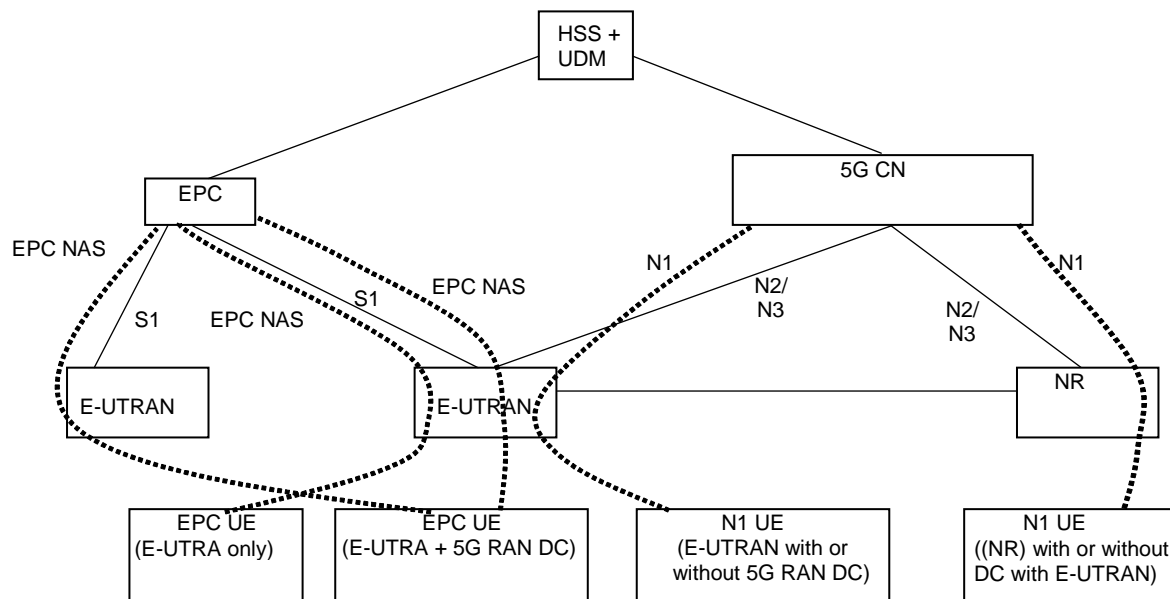 HSS +
UDM
EPC
5G CN
EPC NAS
N1
N1
S1
EPC NAS
S1
EPC NAS
N2/
N3
N2/
N3
E-UTRAN
E-UTRAN
NR
EPC UE
(E-UTRA only)
EPC UE
(E-UTRA + 5G RAN DC)
N1 UE
(E-UTRAN with or
without 5G RAN DC)
N1 UE
((NR) with or without
DC with E-UTRAN)